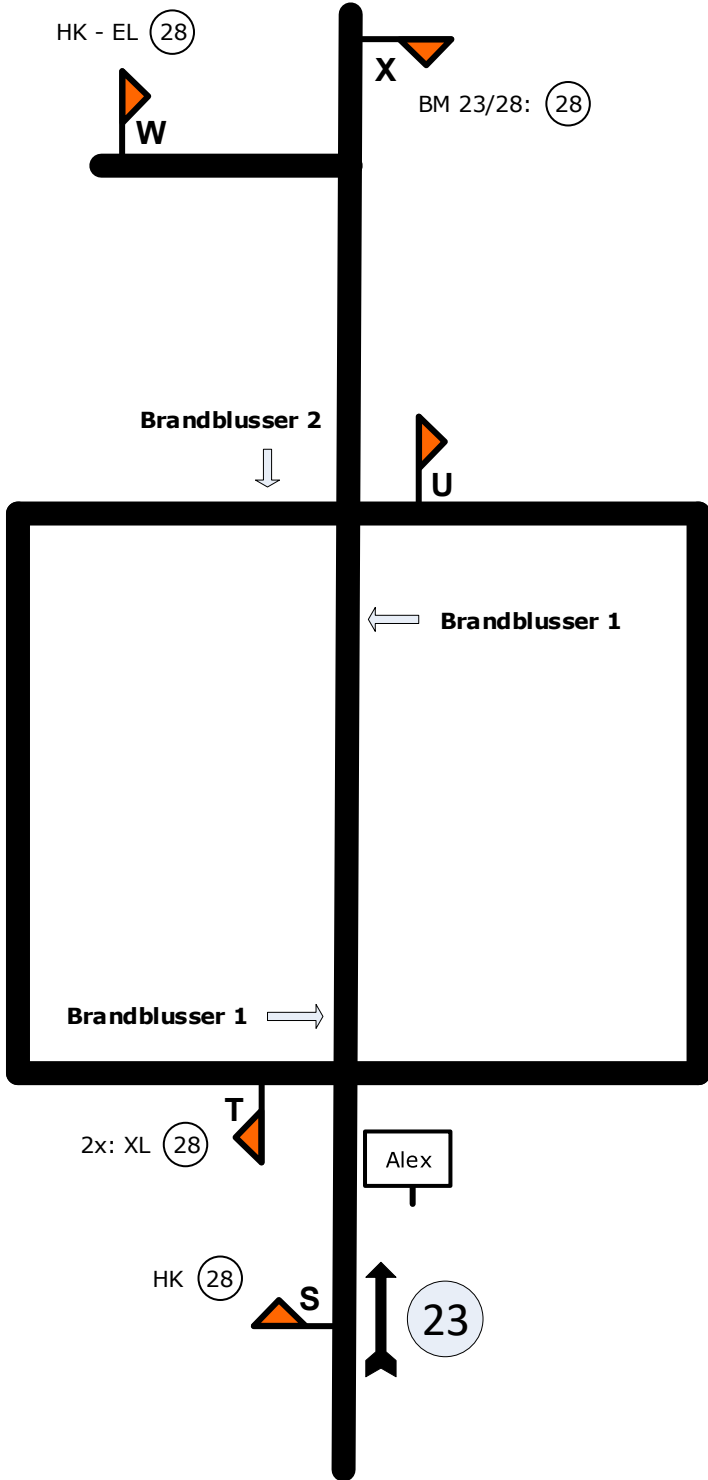 HK - EL 28
W
X
BM 23/28: 28
Brandblusser 2
U
Brandblusser 1
Brandblusser 1
T
2x: XL 28
Alex
HK 28
S
23